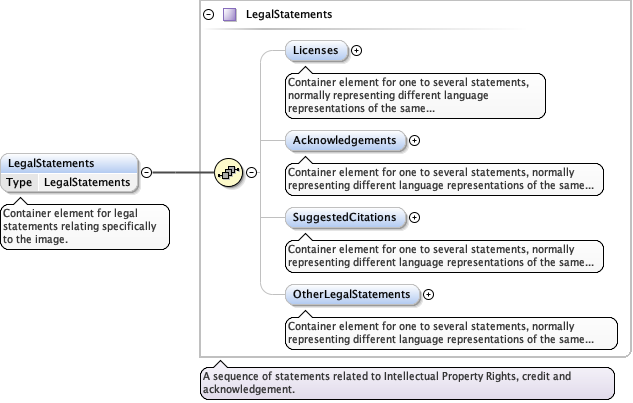 LegalStatements
Licenses
Container element for one to several statements,
normally representing different language
representations of the same...
Acknowledgements
Container element for one to several statements, normally
representing different language representations of the same...
LegalStatements
Type LegalStatements
Container element for legal
statements relating specifically
to the image.
SuggestedCitations
Container element for one to several statements, normally
representing different language representations of the same...
OtherLegalStatements
Container element for one to several statements, normally
representing different language representations of the same...
A sequence of statements related to Intellectual Property Rights, credit and
acknowledgement.